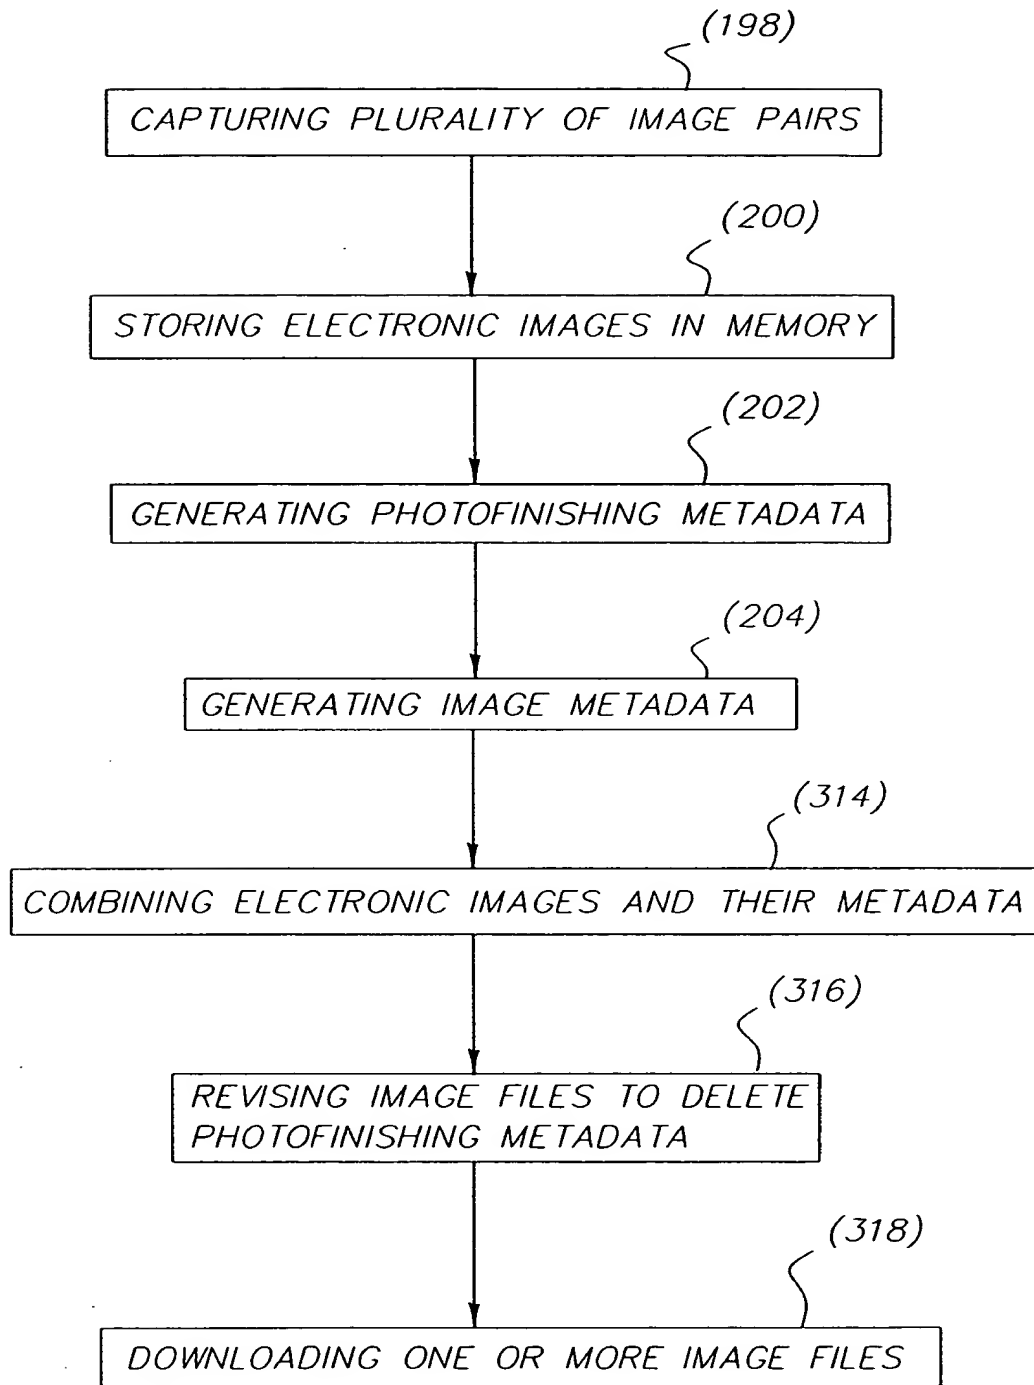 (198)
CAPTURING PLURALITY OF IMAGE PAIRS
(200)
STORING ELECTRONIC IMAGES IN MEMORY
(202)
GENERATING PHOTOFINISHING METADATA
(204)
GENERATING IMAGE METADATA
(314)
COMBINING ELECTRONIC IMAGES AND THEIR METADATA
(316)
REVISING IMAGE FILES TO DELETE
PHOTOFINISHING METADATA
(318)
DOWNLOADING ONE OR MORE IMAGE FILES